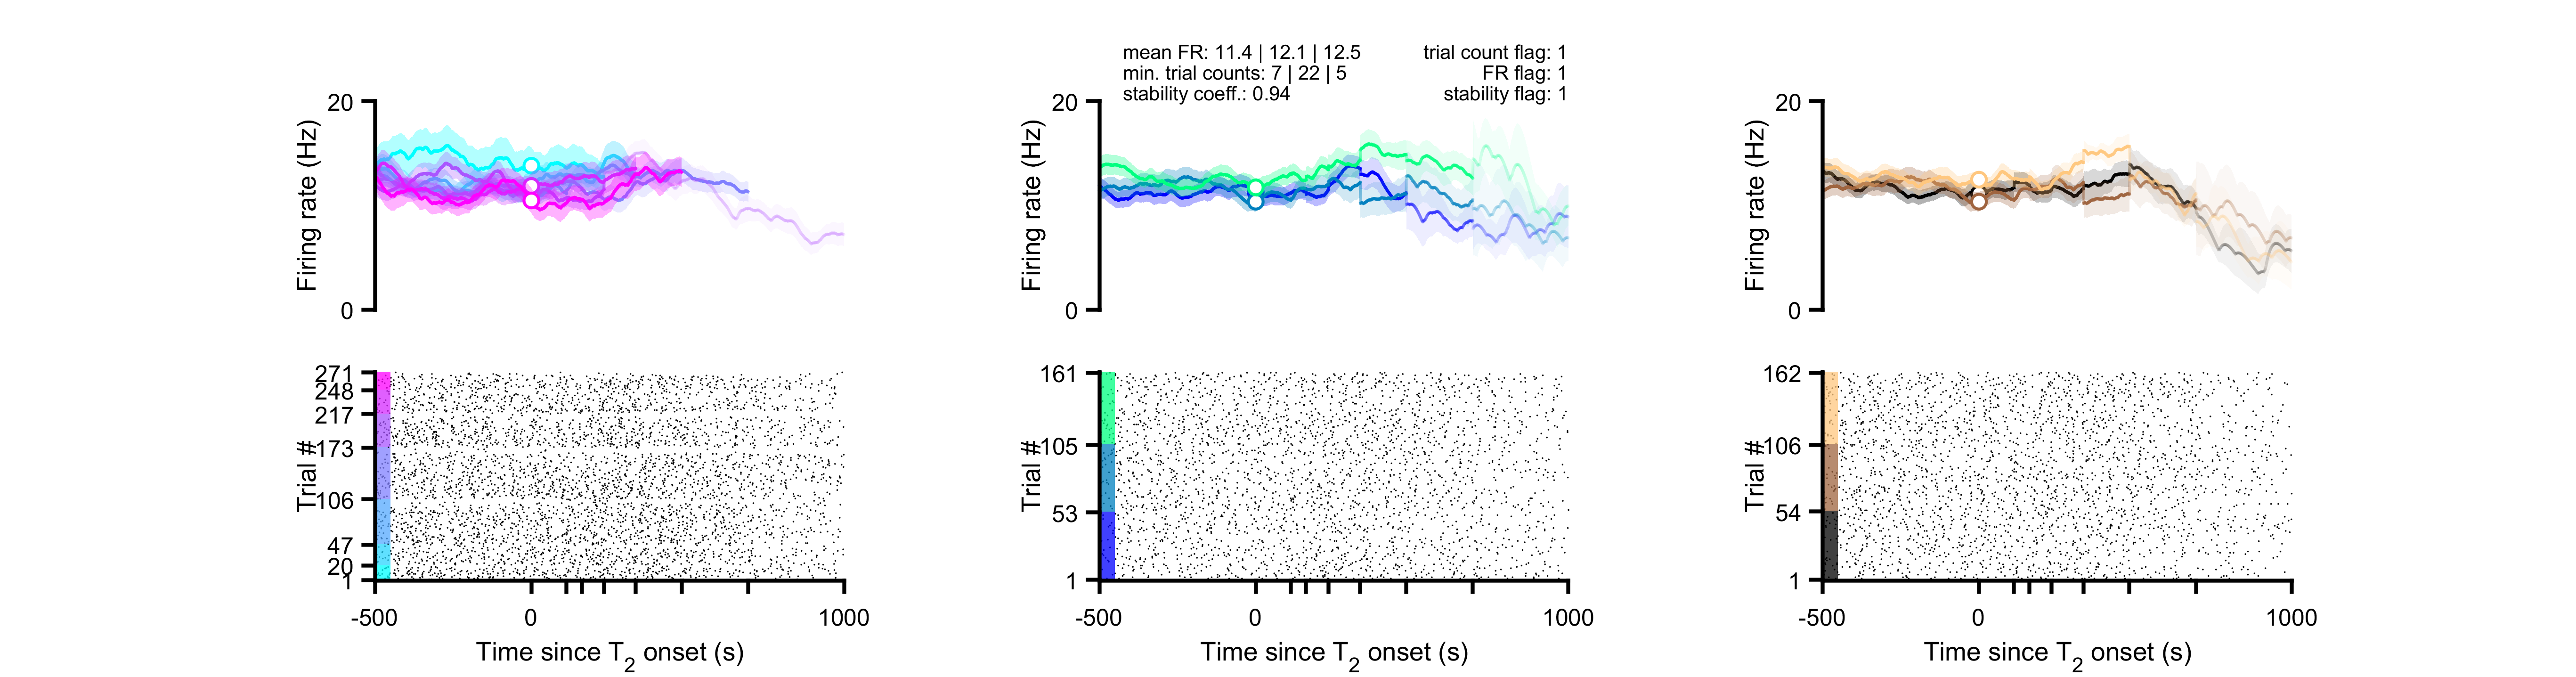 mean FR: 11.4 | 12.1 | 12.5
min. trial counts: 7 | 22 | 5
stability coeff.: 0.94
trial count flag: 1
FR flag: 1
stability flag: 1
20
Firing rate (Hz)
0
20
Firing rate (Hz)
0
20
Firing rate (Hz)
0
271
248
217
173
106
47
20
1
Trial #
-500
0
1000
Time since T2 onset (s)
161
105
53
1
Trial #
-500
0
1000
Time since T2 onset (s)
162
106
54
1
Trial #
-500
0
1000
Time since T2 onset (s)